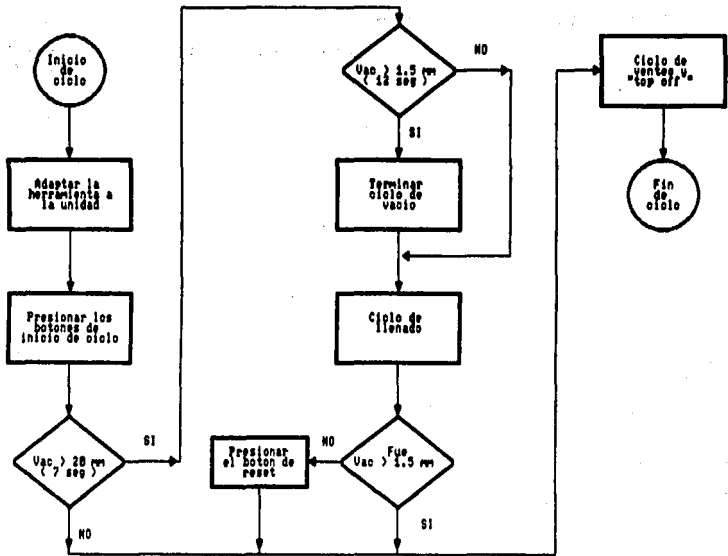 Inicio
de
ciclo
Adaptar la
herramienta a
la unidad
Presionar los
botones de
inicio de ciclo
Vac > 20 mm
( 7 seg )
SI
NO
Vac > 1.5 mm
( 12 seg )
NO
SI
Terminar
ciclo de
vacio
Ciclo de
llenado
Fue
Vac > 1.5 mm
NO
SI
Presionar
el boton de
reset
Ciclo de
ventes y
"top off"
Fin
de
ciclo